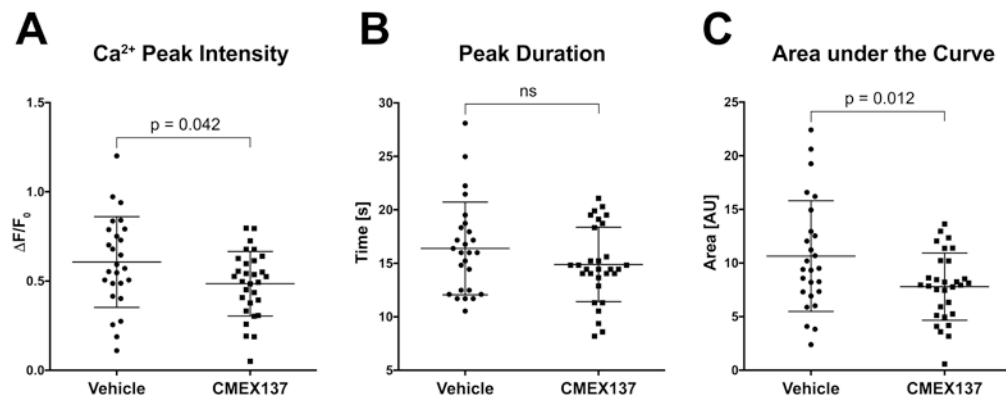 A
Ca²⁺ Peak Intensity
1.5
1.0
0.5
0.0
ΔF/F₀
p = 0.042
Vehicle
CMEX137
B
Peak Duration
30
25
20
15
10
5
Time [s]
ns
Vehicle
CMEX137
C
Area under the Curve
25
20
15
10
5
0
Area [AU]
p = 0.012
Vehicle
CMEX137